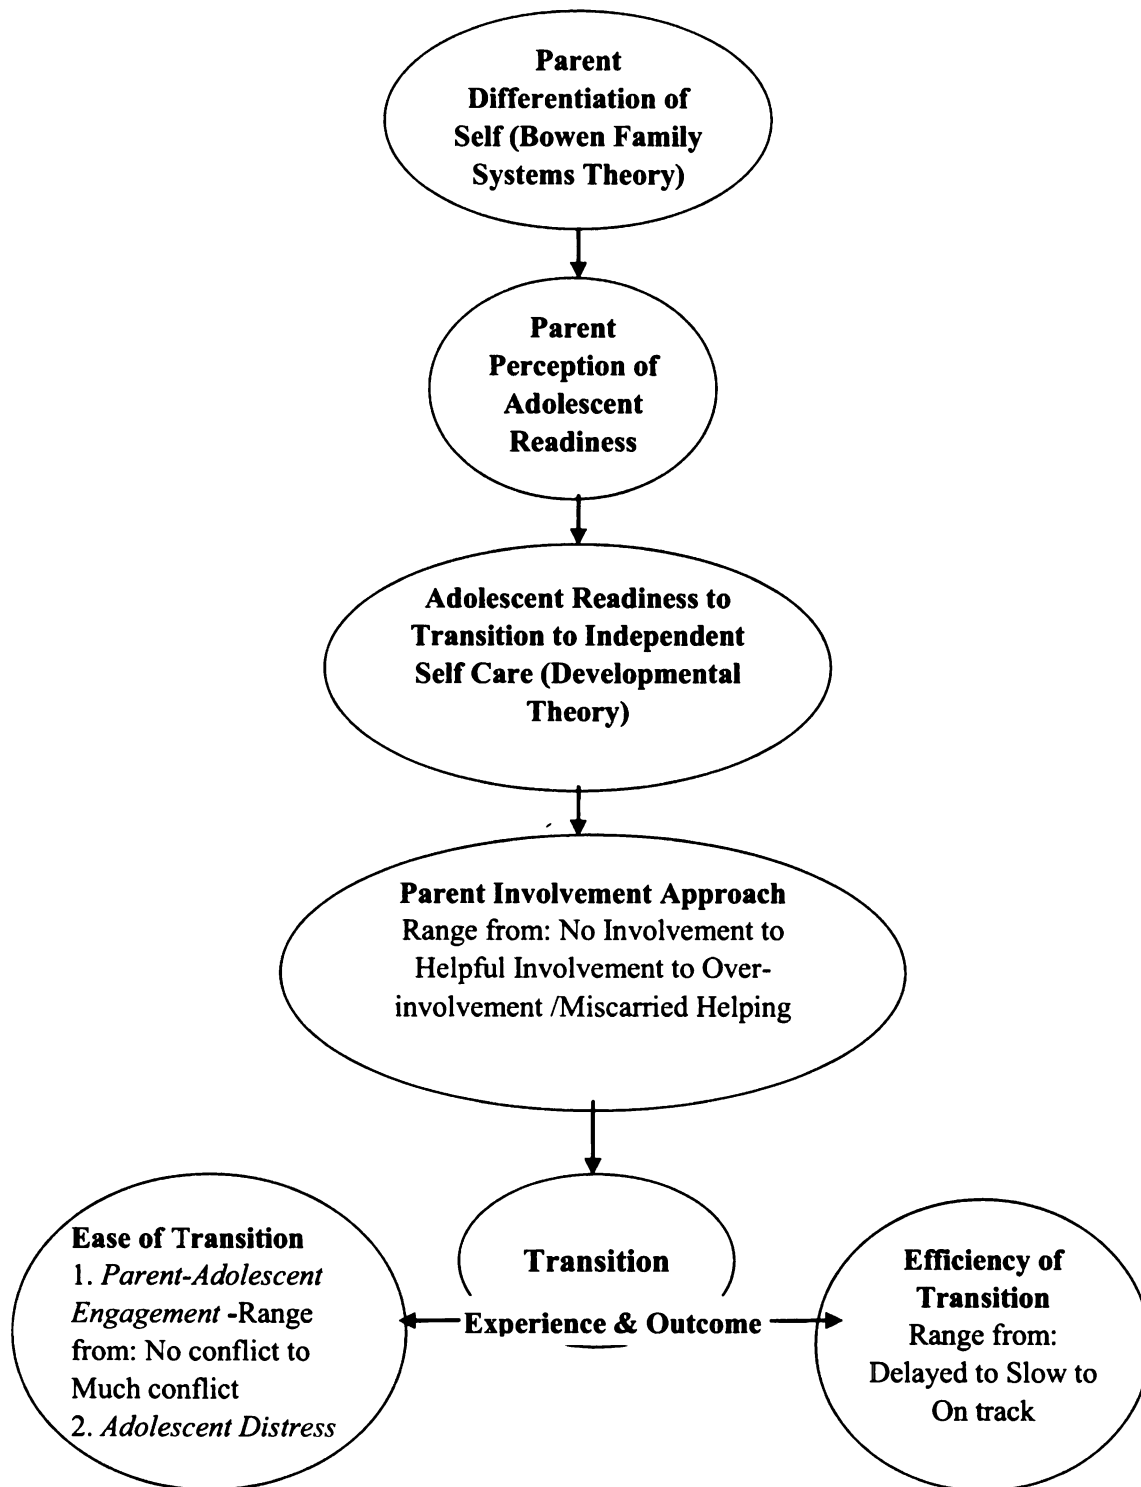 Parent
Differentiation of
Self (Bowen Family
Systems Theory)
Parent
Perception of
Adolescent
Readiness
Adolescent Readiness to
Transition to Independent
Self Care (Developmental
Theory)
Parent Involvement Approach
Range from: No Involvement to
Helpful Involvement to Over-
involvement /Miscarried Helping
Transition
Experience & Outcome
Ease of Transition
1. Parent-Adolescent
Engagement -Range
from: No conflict to
Much conflict
2. Adolescent Distress
Efficiency of
Transition
Range from:
Delayed to Slow to
On track